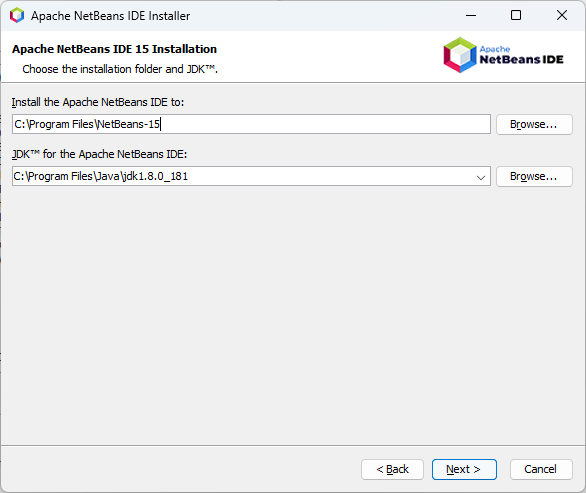 Apache NetBeans IDE Installer
Apache NetBeans IDE 15 Installation
Choose the installation folder and JDK™.
Apache
NetBeans IDE
Install the Apache NetBeans IDE to:
C:\Program Files\NetBeans-15
Browse...
JDK™ for the Apache NetBeans IDE:
C:\Program Files\Java\jdk1.8.0_181
Browse...
< Back
Next >
Cancel